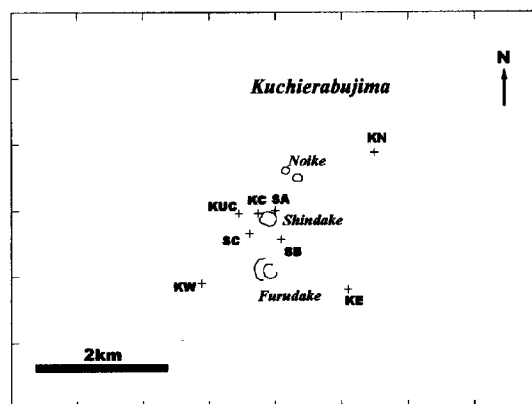 N
Kuchierabujima
KN
Noike
KC SA
KUC
Shindake
SC
SB
KW
Furudake
KE
2km